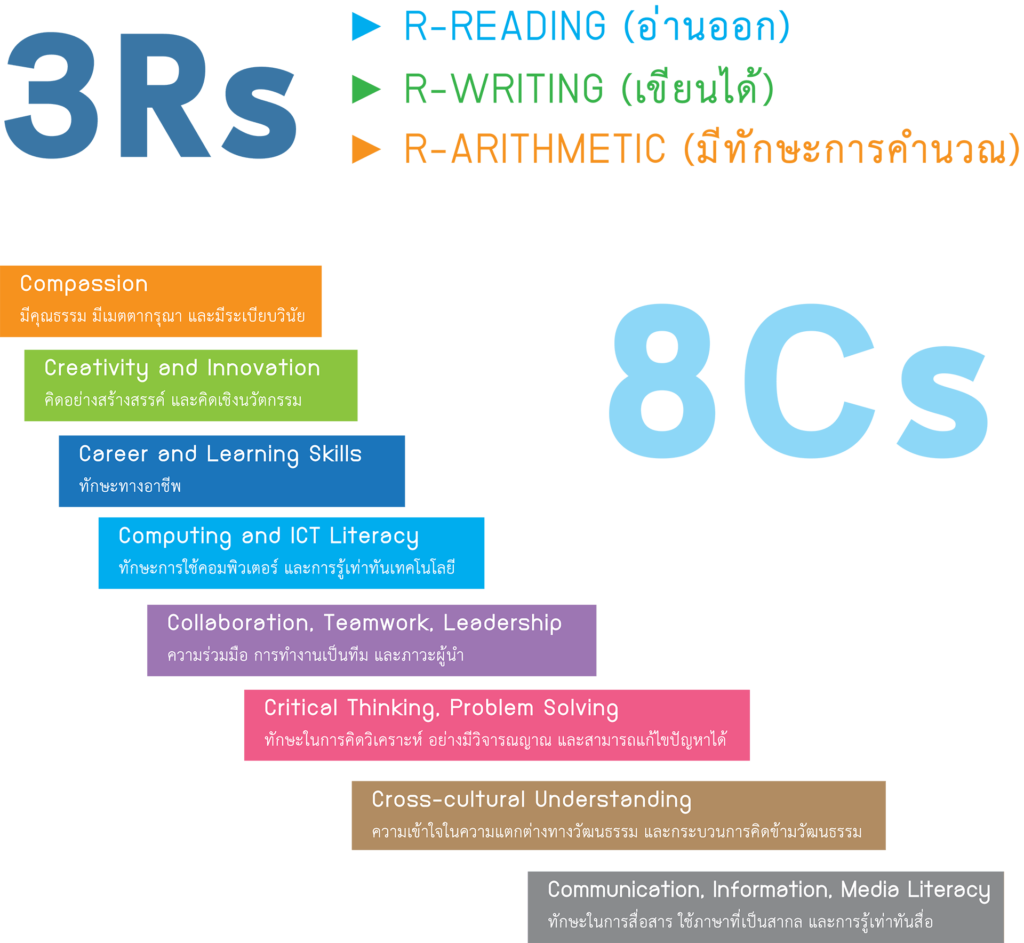 3Rs
R-READING (อ่านออก)
R-WRITING (เขียนได้)
R-ARITHMETIC (มีทักษะการคำนวณ)
8Cs
Compassion
มีคุณธรรม มีเมตตากรุณา และมีระเบียบวินัย
Creativity and Innovation
คิดอย่างสร้างสรรค์ และคิดเชิงนวัตกรรม
Career and Learning Skills
ทักษะทางอาชีพ
Computing and ICT Literacy
ทักษะการใช้คอมพิวเตอร์ และการรู้เท่าทันเทคโนโลยี
Collaboration, Teamwork, Leadership
ความร่วมมือ การทำงานเป็นทีม และภาวะผู้นำ
Critical Thinking, Problem Solving
ทักษะในการคิดวิเคราะห์ อย่างมีวิจารณญาณ และสามารถแก้ไขปัญหาได้
Cross-cultural Understanding
ความเข้าใจในความแตกต่างทางวัฒนธรรม และกระบวนการคิดข้ามวัฒนธรรม
Communication, Information, Media Literacy
ทักษะในการสื่อสาร ใช้ภาษาที่เป็นสากล และการรู้เท่าทันสื่อ